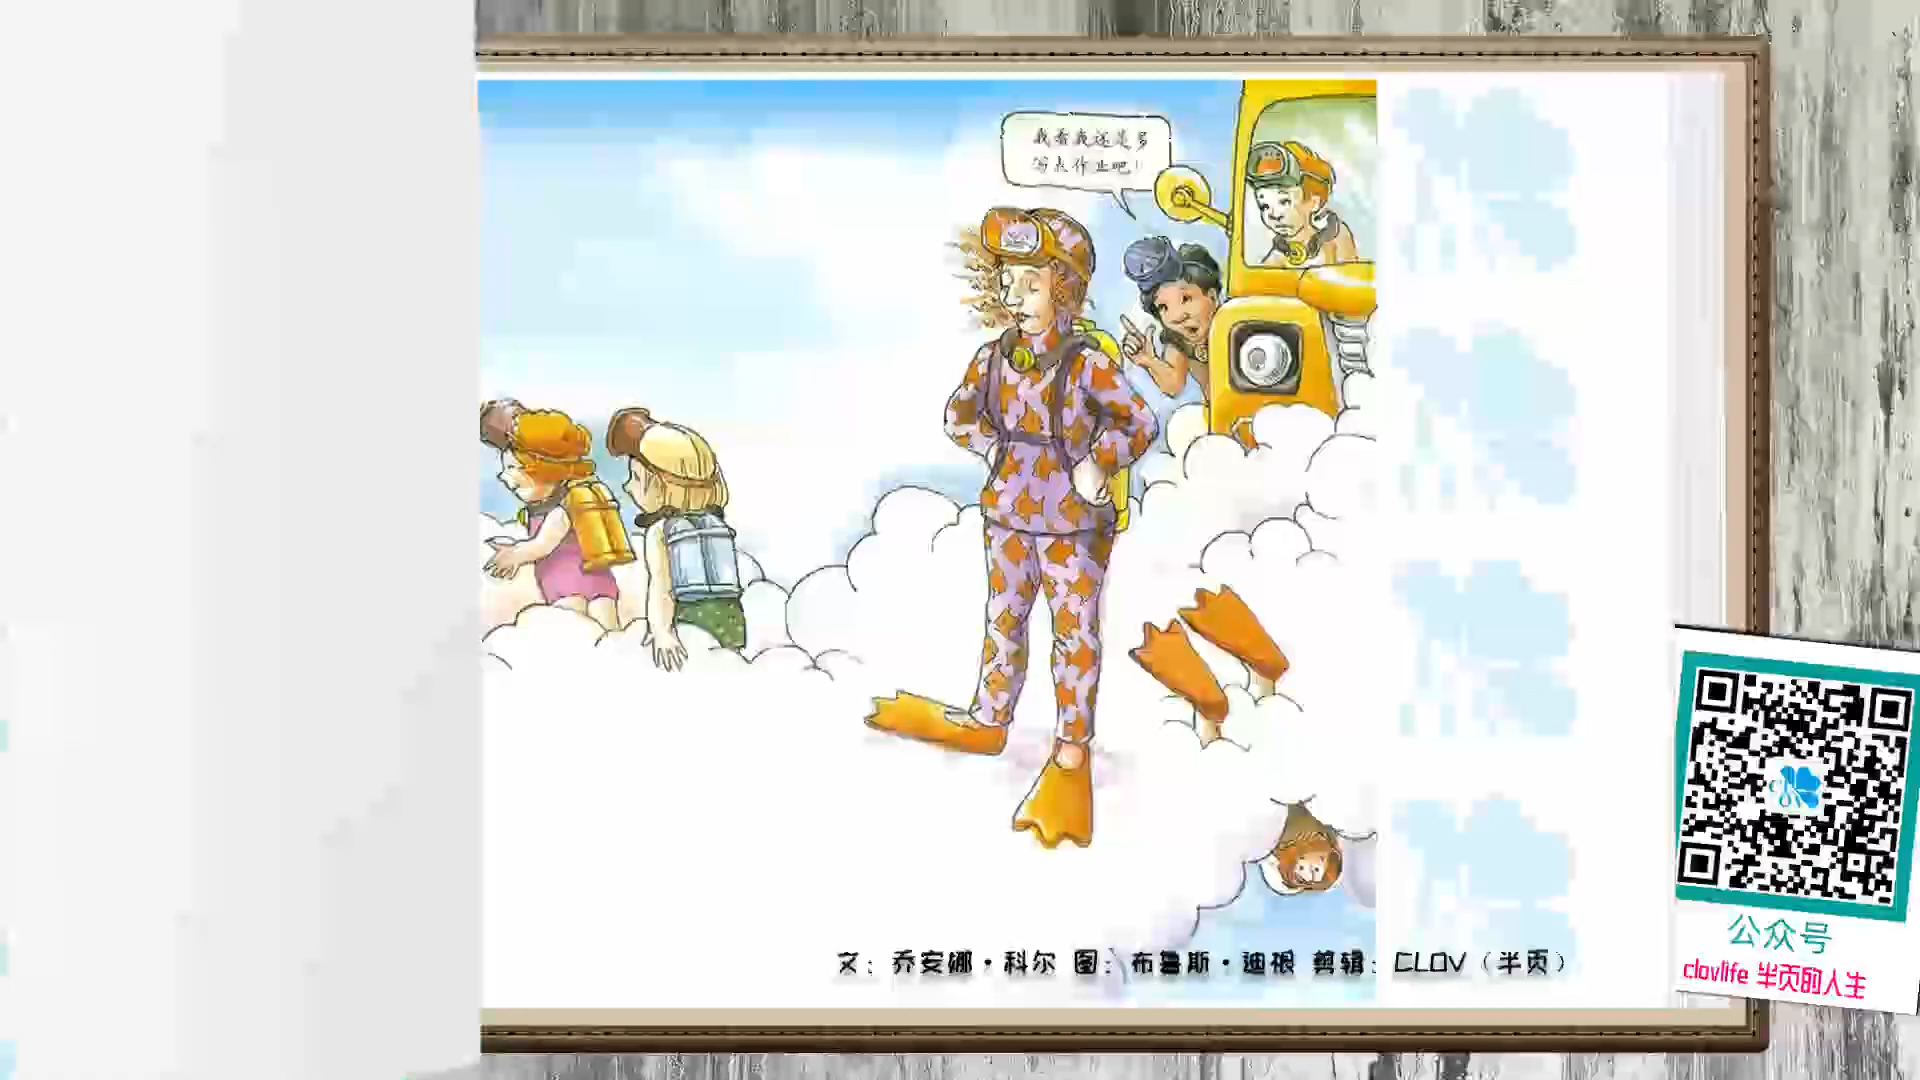 我看我还是多
写点作业吧！
文：乔安娜·科尔 图：布鲁斯·迪根 剪辑：CLOV（半页）
公众号
clovlife 半页的人生